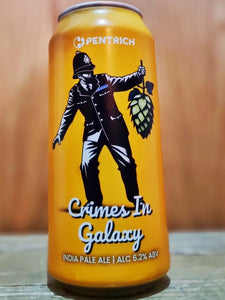 PENTRICH
Crimes In
Galaxy
INDIA PALE ALE | ALC 6.2% ABV